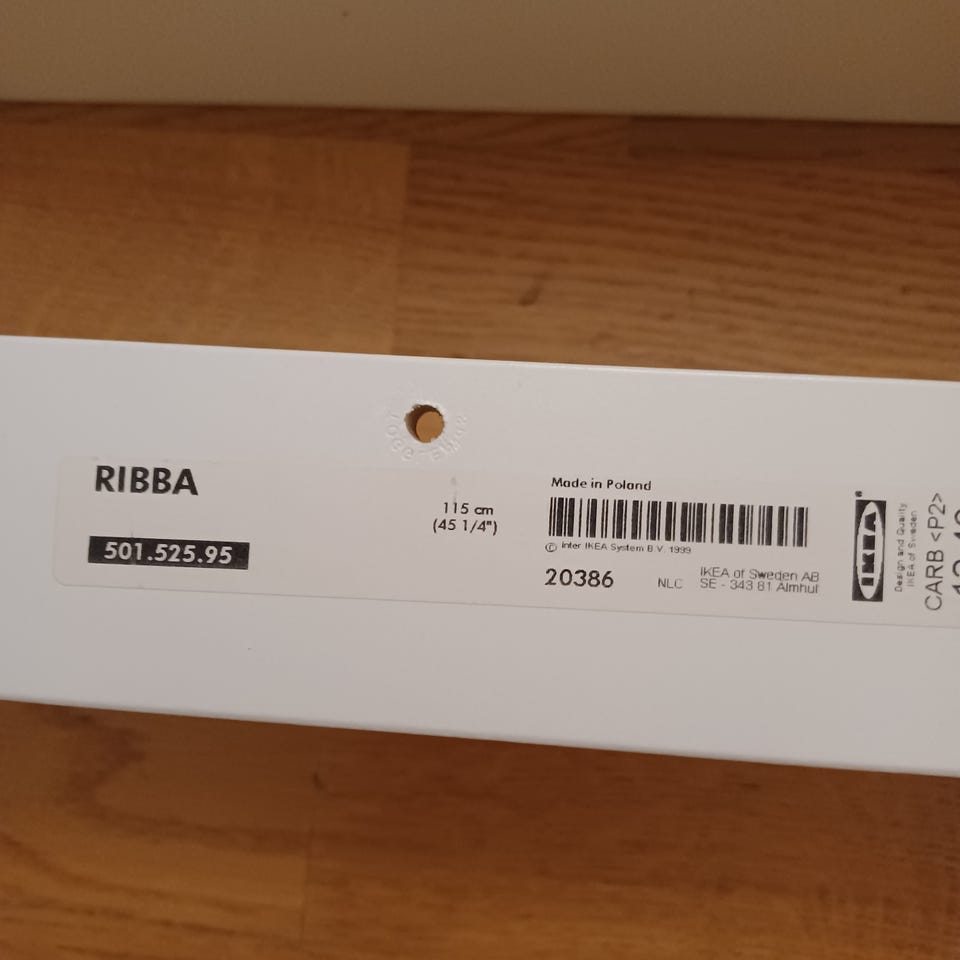 RIBBA
115 cm
(45 1/4")
501.525.95
Made in Poland
© Inter IKEA System B.V. 1999
20386
NLC
IKEA of Sweden AB
SE - 343 81 Älmhul
IKEA
Design and Quality
IKEA of Sweden
CARB <P2>